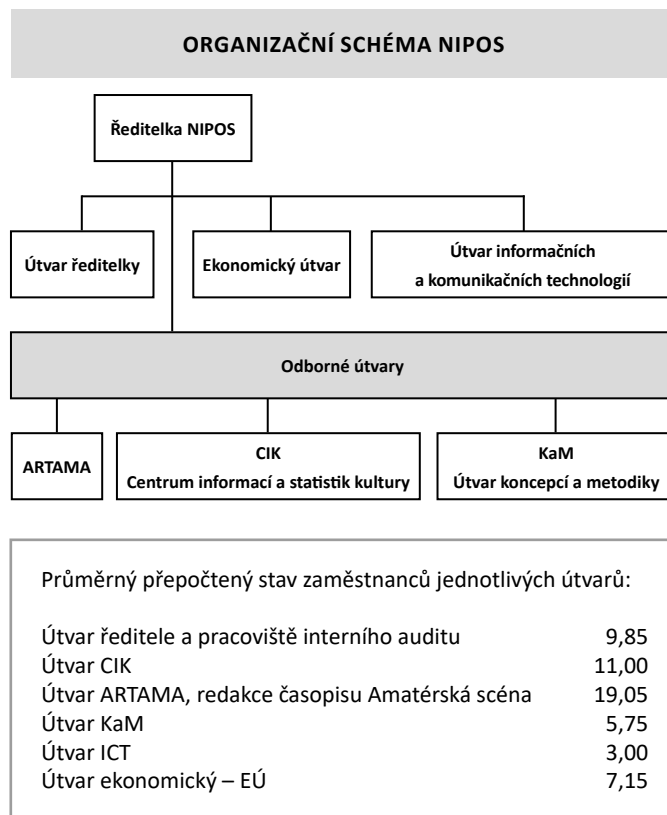 ORGANIZAČNÍ SCHÉMA NIPOS
Ředitelka NIPOS
Útvar ředitelky
Ekonomický útvar
Útvar informačních
a komunikačních technologií
Odborné útvary
ARTAMA
CIK
Centrum informací a statistik kultury
KaM
Útvar koncepcí a metodiky
Průměrný přepočtený stav zaměstnanců jednotlivých útvarů:
Útvar ředitele a pracoviště interního auditu 9,85
Útvar CIK 11,00
Útvar ARTAMA, redakce časopisu Amatérská scéna 19,05
Útvar KaM 5,75
Útvar ICT 3,00
Útvar ekonomický – EÚ 7,15